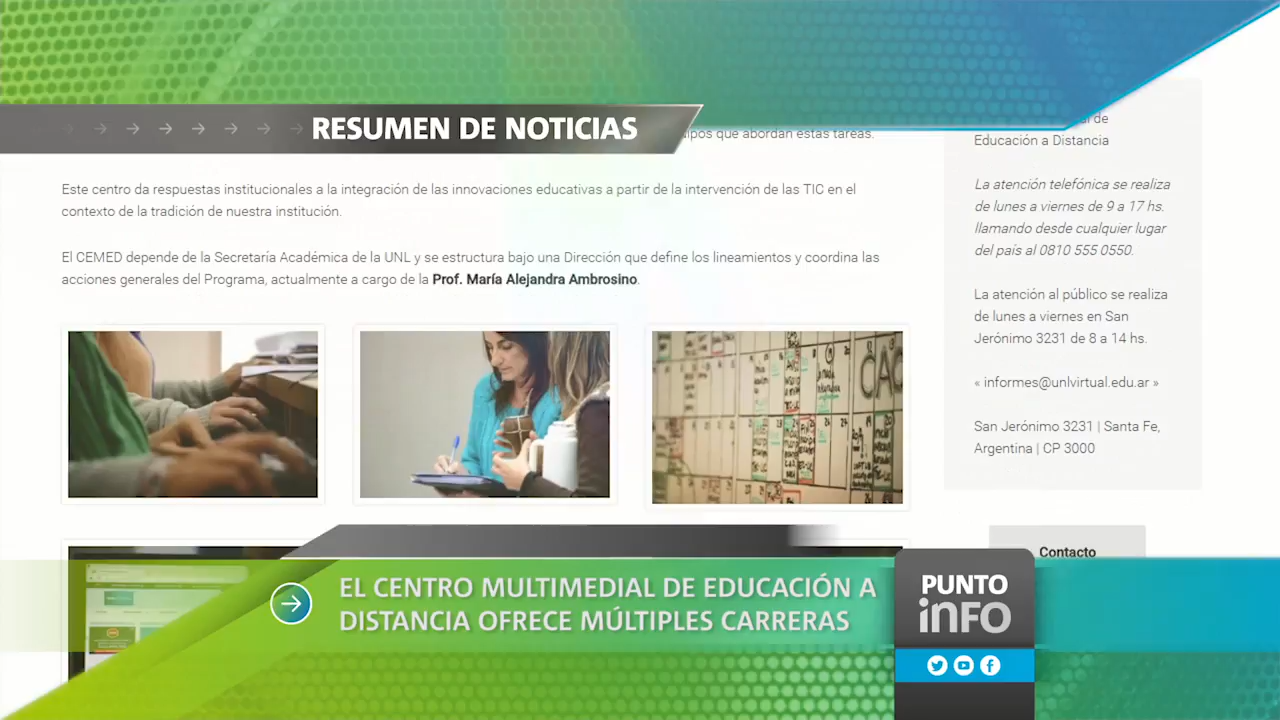 RESUMEN DE NOTICIAS
que abordan estas tareas.
Este centro da respuestas institucionales a la integración de las innovaciones educativas a partir de la intervención de las TIC en el
contexto de la tradición de nuestra institución.
El CEMED depende de la Secretaría Académica de la UNL y se estructura bajo una Dirección que define los lineamientos y coordina las
acciones generales del Programa, actualmente a cargo de la Prof. María Alejandra Ambrosino.
de
Educación a Distancia
La atención telefónica se realiza
de lunes a viernes de 9 a 17 hs.
llamando desde cualquier lugar
del país al 0810 555 0550.
La atención al público se realiza
de lunes a viernes en San
Jerónimo 3231 de 8 a 14 hs.
« informes@unlvirtual.edu.ar »
San Jerónimo 3231 | Santa Fe,
Argentina | CP 3000
Contacto
EL CENTRO MULTIMEDIAL DE EDUCACIÓN A
DISTANCIA OFRECE MÚLTIPLES CARRERAS
PUNTO
iNFO